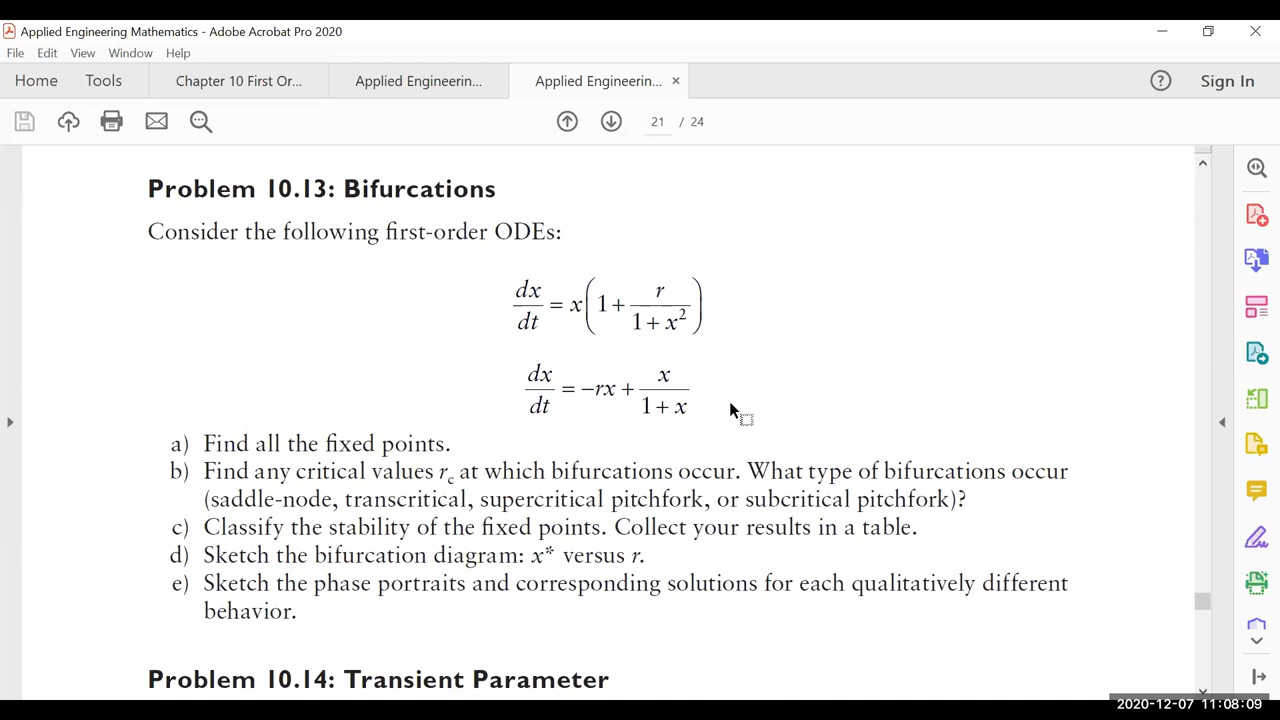 Applied Engineering Mathematics - Adobe Acrobat Pro 2020
File Edit View Window Help
Home Tools Chapter 10 First Or... Applied Engineerin... Applied Engineerin... × ? Sign In
21 / 24
Problem 10.13: Bifurcations
Consider the following first-order ODEs:
dx/dt = x(1 + r/(1 + x²))
dx/dt = −rx + x/(1 + x)
a) Find all the fixed points.
b) Find any critical values r_c at which bifurcations occur. What type of bifurcations occur
(saddle-node, transcritical, supercritical pitchfork, or subcritical pitchfork)?
c) Classify the stability of the fixed points. Collect your results in a table.
d) Sketch the bifurcation diagram: x* versus r.
e) Sketch the phase portraits and corresponding solutions for each qualitatively different
behavior.
Problem 10.14: Transient Parameter
2020-12-07 11:08:09